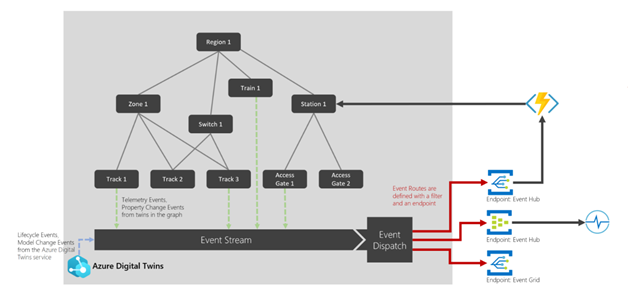 Region 1
Train 1
Zone 1
Station 1
Switch 1
Track 1
Track 2
Track 3
Access
Gate 1
Access
Gate 2
Telemetry Events,
Property Change Events
from twins in the graph
Event Routes are
defined with a filter
and an endpoint
Endpoint: Event Hub
Lifecycle Events,
Model Change Events
from the Azure Digital
Twins service
Event Stream
Event
Dispatch
Endpoint: Event Hub
Azure Digital Twins
Endpoint: Event Grid